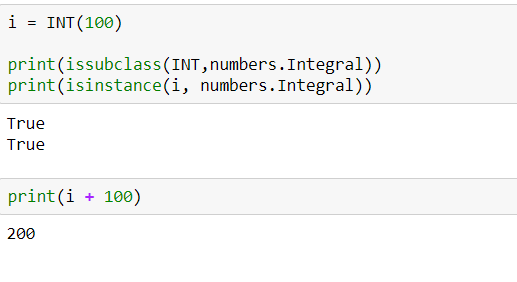 i = INT(100)
print(issubclass(INT,numbers.Integral))
print(isinstance(i, numbers.Integral))
True
True
print(i + 100)
200